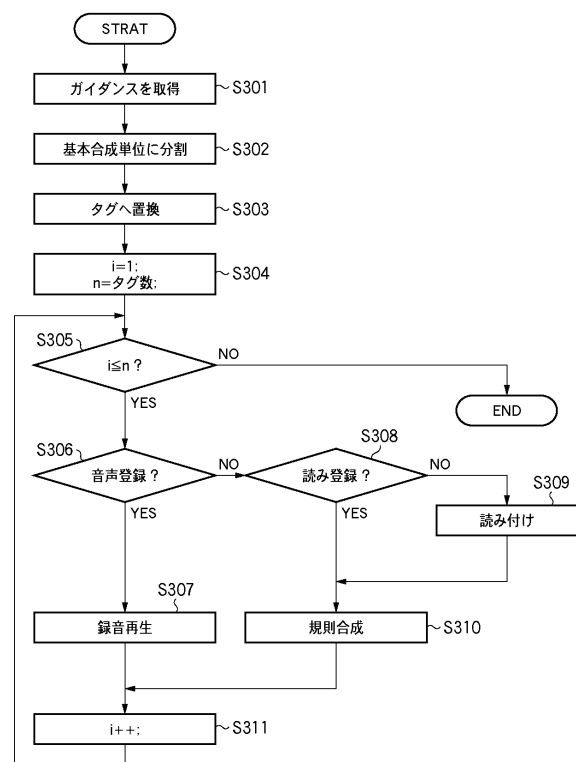 STRAT
ガイダンスを取得
S301
基本合成単位に分割
S302
タグへ置換
S303
i=1;
n=タグ数;
S304
S305
i≦n?
NO
YES
END
S306
音声登録?
NO
YES
S308
読み登録?
NO
YES
S309
読み付け
S307
録音再生
規則合成
S310
i++;
S311